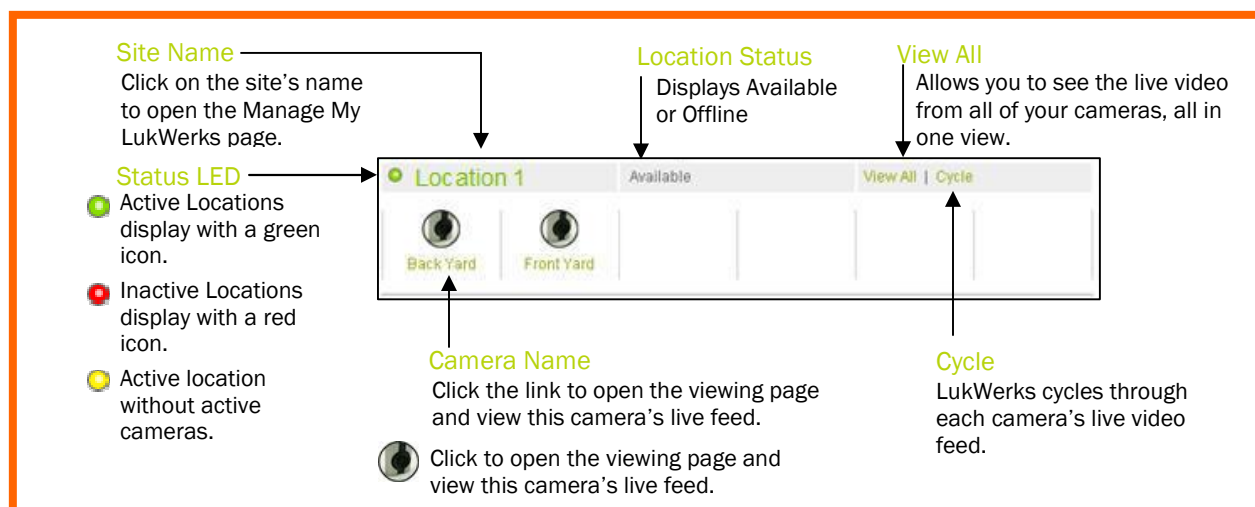 Site Name
Click on the site’s name
to open the Manage My
LukWerks page.
Location Status
Displays Available
or Offline
View All
Allows you to see the live video
from all of your cameras, all in
one view.
Status LED
Active Locations
display with a green
icon.
Inactive Locations
display with a red
icon.
Active location
without active
cameras.
Location 1
Available
View All | Cycle
Back Yard
Front Yard
Camera Name
Click the link to open the viewing page
and view this camera’s live feed.
Click to open the viewing page and
view this camera’s live feed.
Cycle
LukWerks cycles through
each camera’s live video
feed.